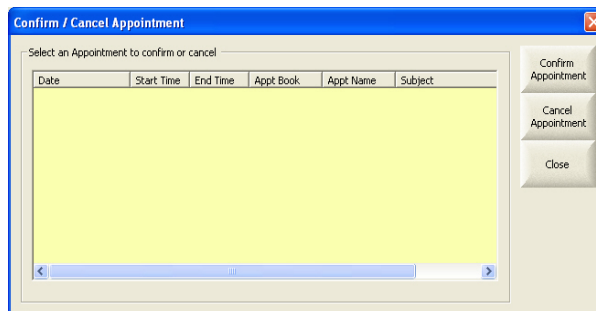 Confirm / Cancel Appointment
Select an Appointment to confirm or cancel
Date Start Time End Time Appt Book Appt Name Subject
Confirm
Appointment
Cancel
Appointment
Close